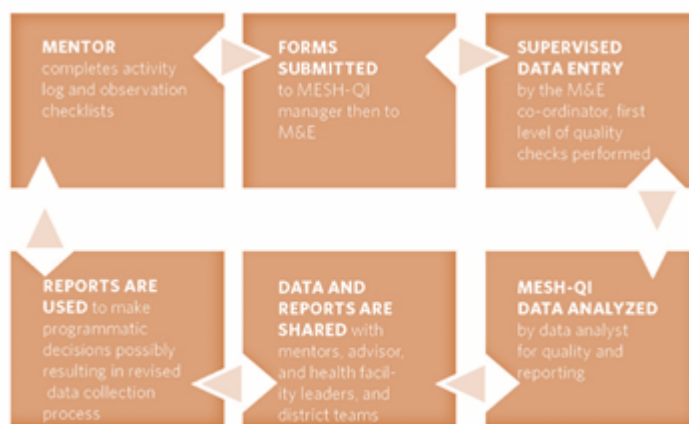 MENTOR
completes activity
log and observation
checklists
FORMS
SUBMITTED
to MESH-QI
manager then to
M&E
SUPERVISED
DATA ENTRY
by the M&E
co-ordinator, first
level of quality
checks performed
REPORTS ARE
USED to make
programmatic
decisions possibly
resulting in revised
data collection
process
DATA AND
REPORTS ARE
SHARED with
mentors, advisor,
and health facil-
ity leaders, and
district teams
MESH-QI
DATA ANALYZED
by data analyst
for quality and
reporting